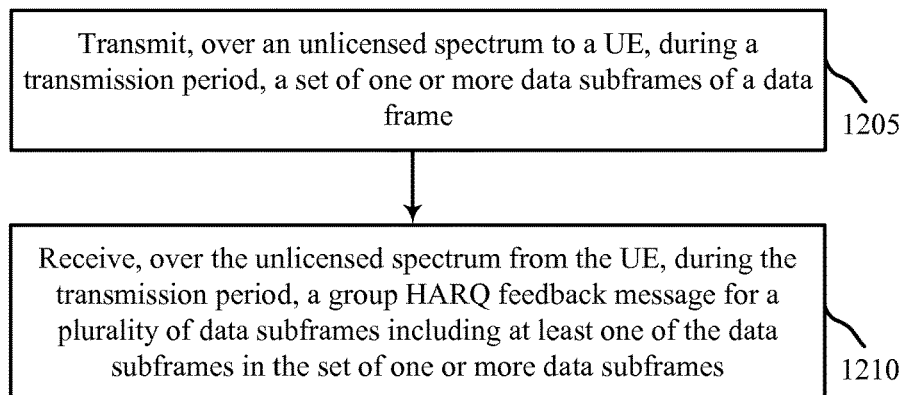 Transmit, over an unlicensed spectrum to a UE, during a
transmission period, a set of one or more data subframes of a data
frame
1205
Receive, over the unlicensed spectrum from the UE, during the
transmission period, a group HARQ feedback message for a
plurality of data subframes including at least one of the data
subframes in the set of one or more data subframes
1210